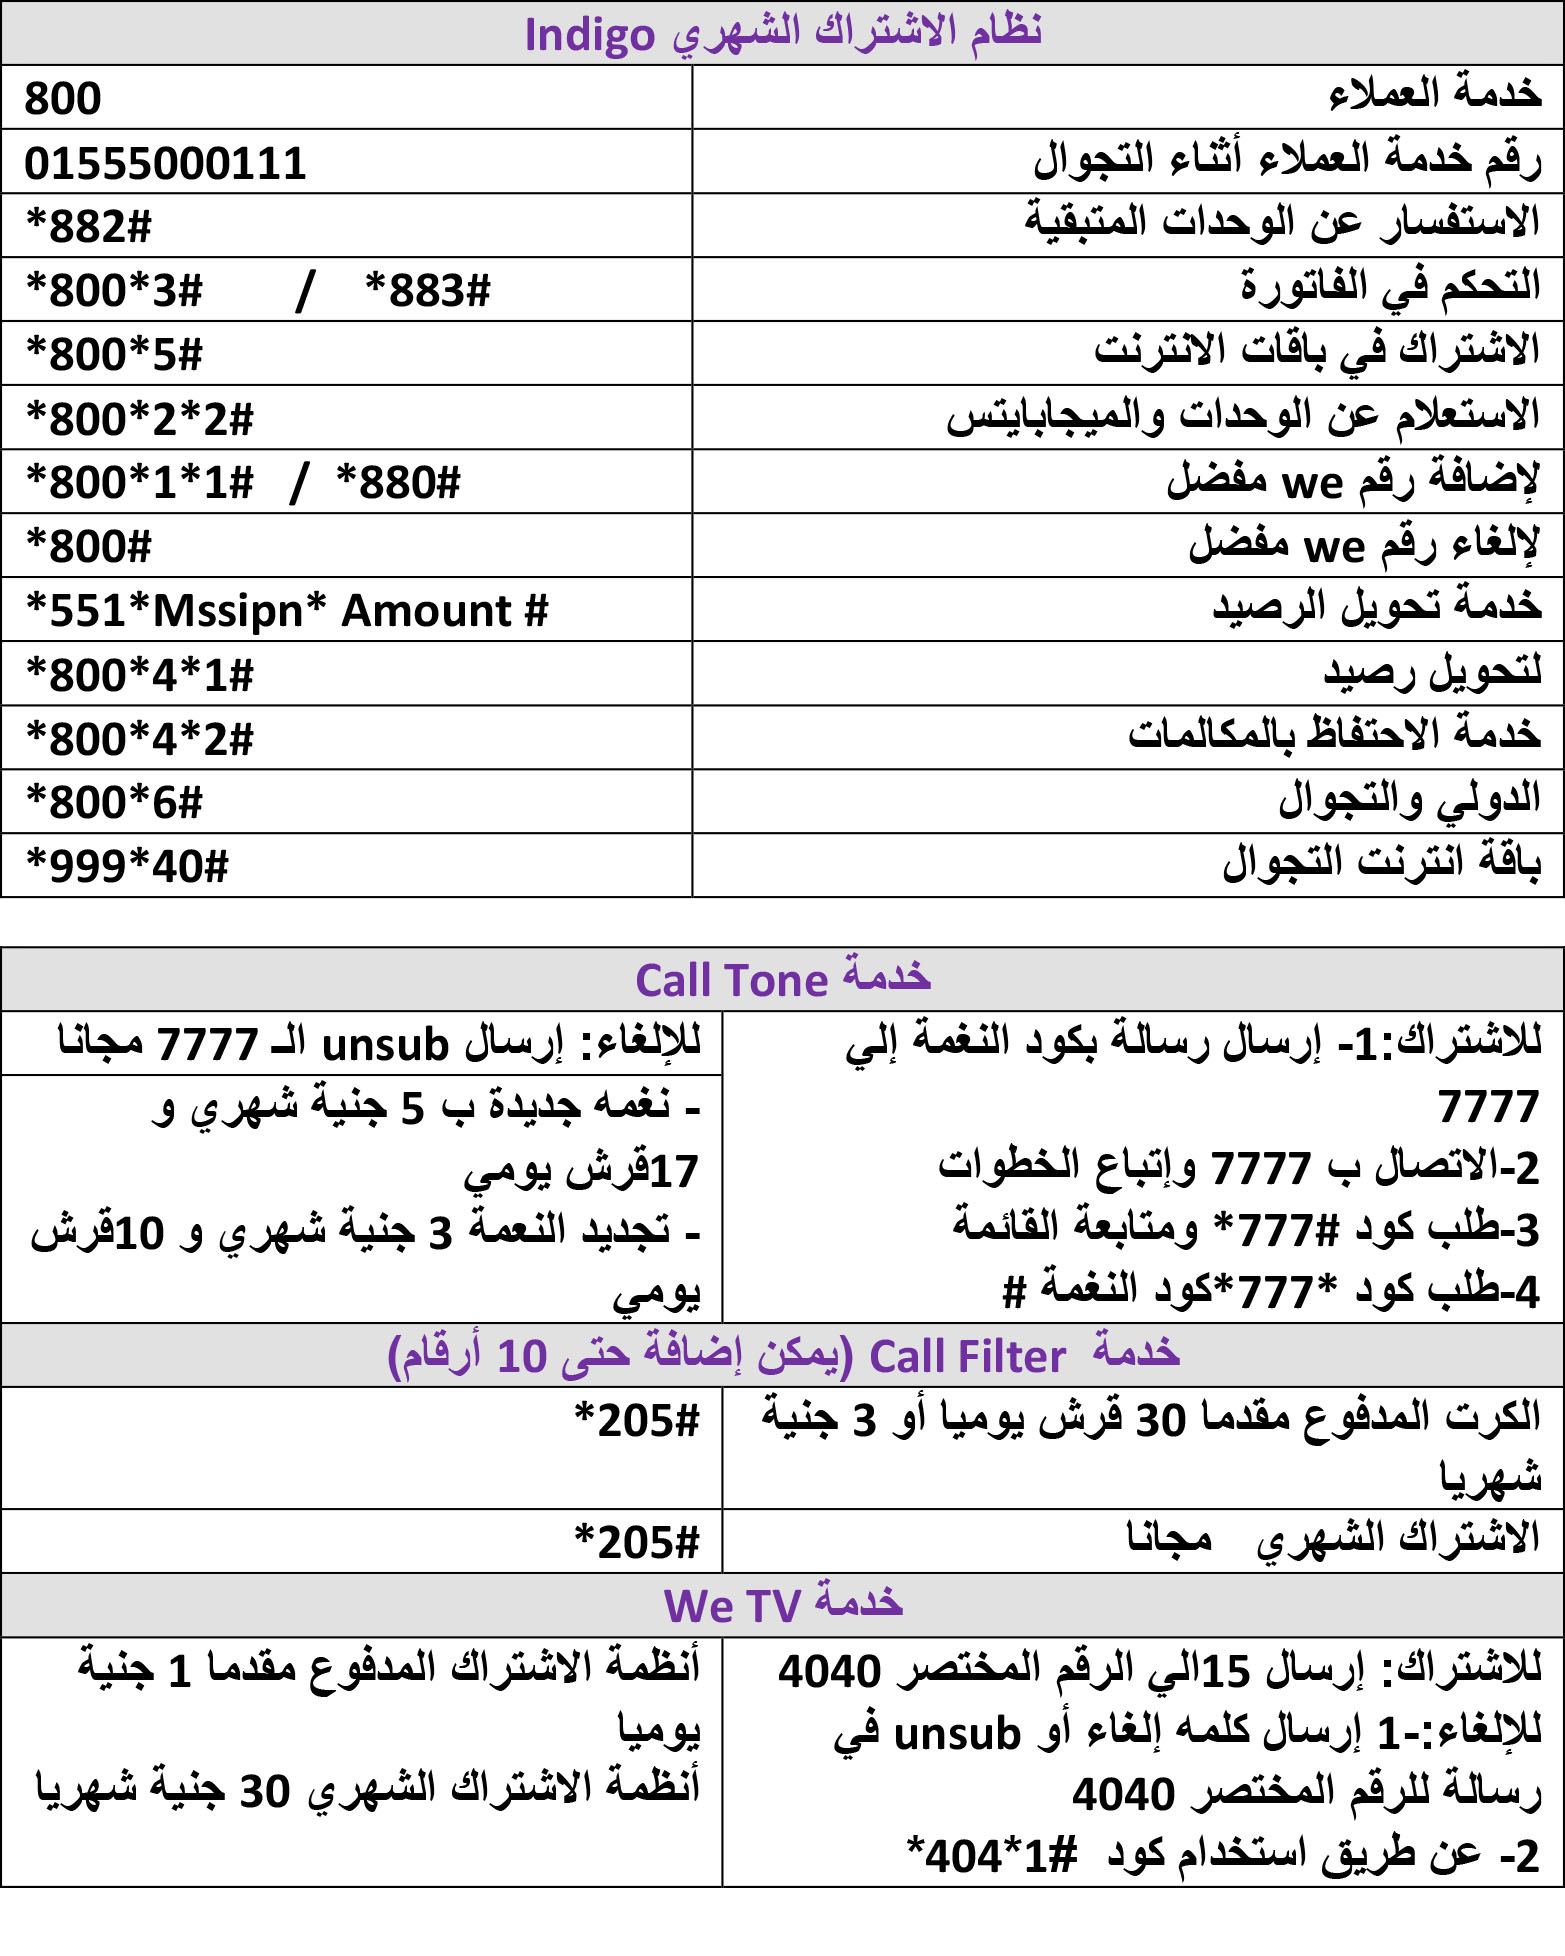 نظام الاشتراك الشهري Indigo
خدمة العملاء 800
رقم خدمة العملاء أثناء التجوال 01555000111
الاستفسار عن الوحدات المتبقية *882#
التحكم في الفاتورة *800*3# / *883#
الاشتراك في باقات الانترنت *800*5#
الاستعلام عن الوحدات والميجابايتس *800*2*2#
لإضافة رقم we مفضل *800*1*1# / *880#
لإلغاء رقم we مفضل *800#
خدمة تحويل الرصيد *551*Mssipn* Amount #
لتحويل رصيد *800*4*1#
خدمة الاحتفاظ بالمكالمات *800*4*2#
الدولي والتجوال *800*6#
باقة انترنت التجوال *999*40#
خدمة Call Tone
للاشتراك:1- إرسال رسالة بكود النغمة إلي
7777
2-الاتصال ب 7777 وإتباع الخطوات
3-طلب كود #777* ومتابعة القائمة
4-طلب كود *777*كود النغمة #
للإلغاء: إرسال unsub الـ 7777 مجانا
- نغمه جديدة ب 5 جنية شهري و
17قرش يومي
- تجديد النعمة 3 جنية شهري و 10قرش
يومي
خدمة Call Filter (يمكن إضافة حتى 10 أرقام)
الكرت المدفوع مقدما 30 قرش يوميا أو 3 جنية
شهريا
*205#
الاشتراك الشهري مجانا *205#
خدمة We TV
للاشتراك: إرسال 15الي الرقم المختصر 4040
للإلغاء:-1 إرسال كلمه إلغاء أو unsub في
رسالة للرقم المختصر 4040
2- عن طريق استخدام كود *404*1#
أنظمة الاشتراك المدفوع مقدما 1 جنية
يوميا
أنظمة الاشتراك الشهري 30 جنية شهريا